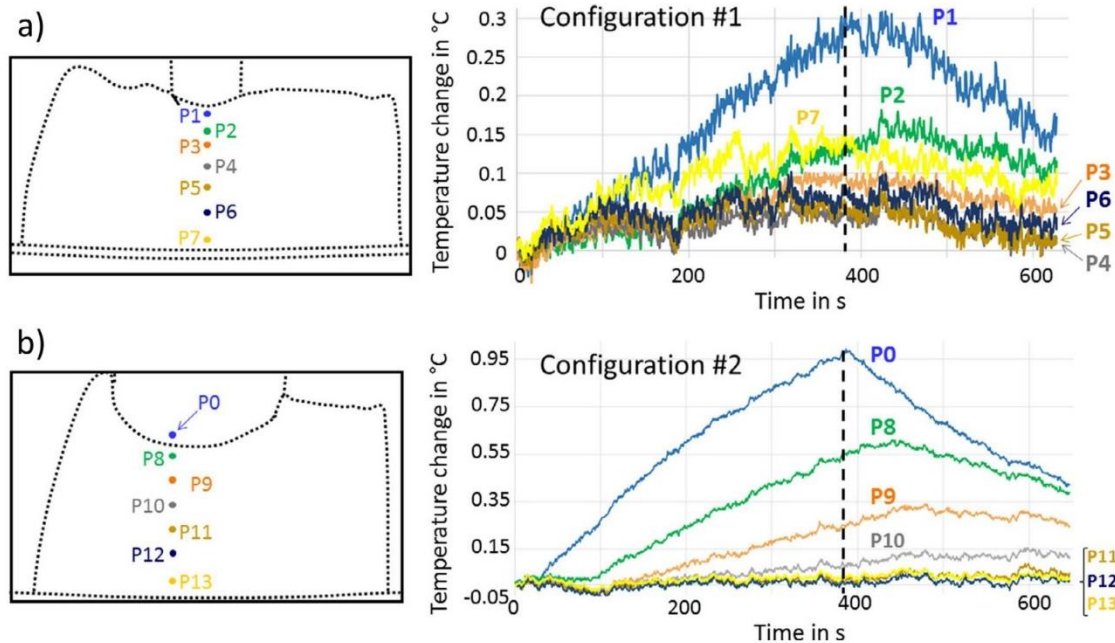 a)
P1
P2
P3
P4
P5
P6
P7
Configuration #1
Temperature change in °C
0.3
0.25
0.2
0.15
0.1
0.05
0
0 200 400 600
Time in s
P1
P2
P7
P3
P6
P5
P4
b)
P0
P8
P9
P10
P11
P12
P13
Configuration #2
Temperature change in °C
0.95
0.75
0.55
0.35
0.15
-0.05
0 200 400 600
Time in s
P0
P8
P9
P10
P11
P12
P13